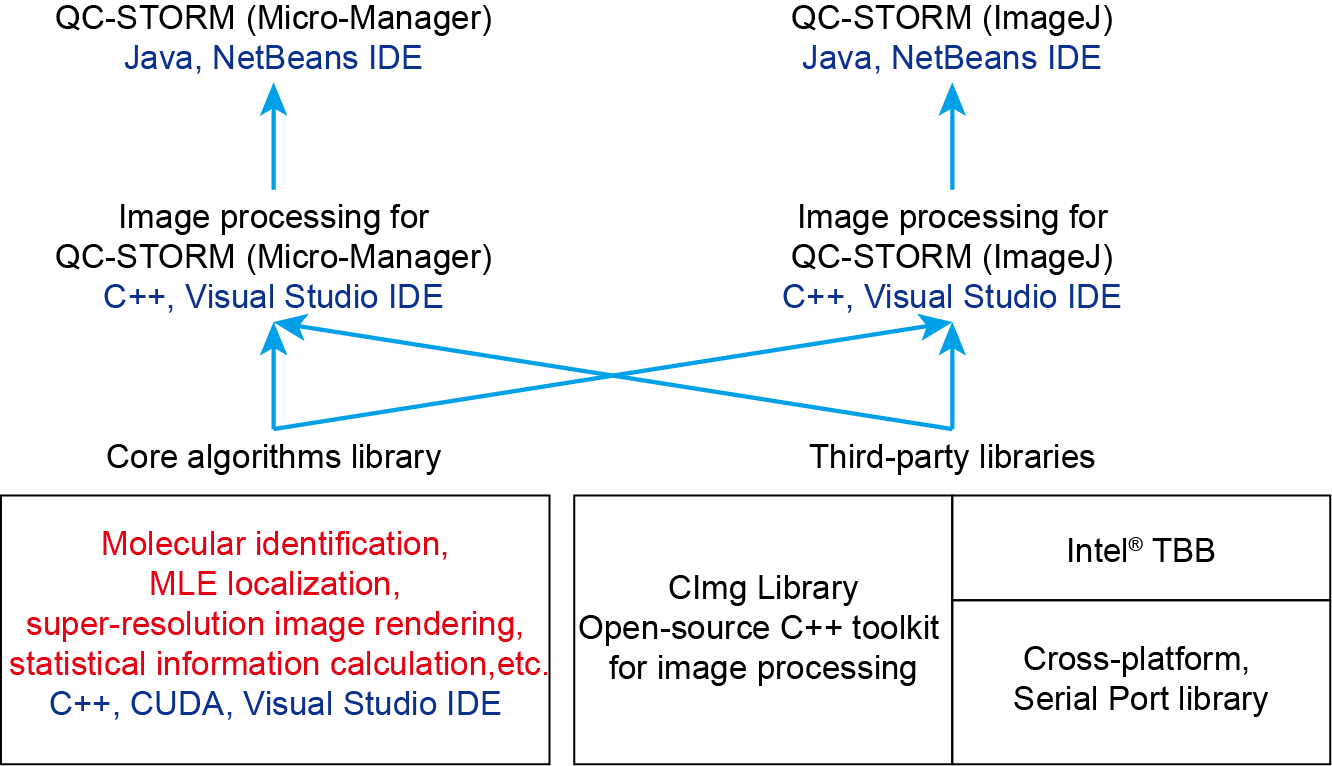 QC-STORM (Micro-Manager)
Java, NetBeans IDE
QC-STORM (ImageJ)
Java, NetBeans IDE
Image processing for
QC-STORM (Micro-Manager)
C++, Visual Studio IDE
Image processing for
QC-STORM (ImageJ)
C++, Visual Studio IDE
Core algorithms library
Third-party libraries
Molecular identification,
MLE localization,
super-resolution image rendering,
statistical information calculation,etc.
C++, CUDA, Visual Studio IDE
CImg Library
Open-source C++ toolkit
for image processing
Intel® TBB
Cross-platform,
Serial Port library